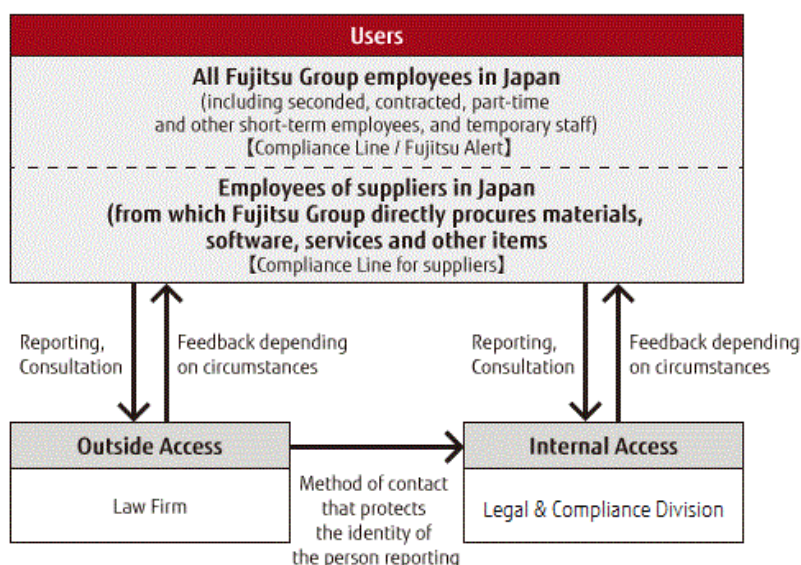 Users
All Fujitsu Group employees in Japan
(including seconded, contracted, part-time
and other short-term employees, and temporary staff)
【Compliance Line / Fujitsu Alert】
Employees of suppliers in Japan
(from which Fujitsu Group directly procures materials,
software, services and other items
【Compliance Line for suppliers】
Reporting,
Consultation
Feedback depending
on circumstances
Reporting,
Consultation
Feedback depending
on circumstances
Outside Access
Law Firm
Method of contact
that protects
the identity of
the person reporting
Internal Access
Legal & Compliance Division